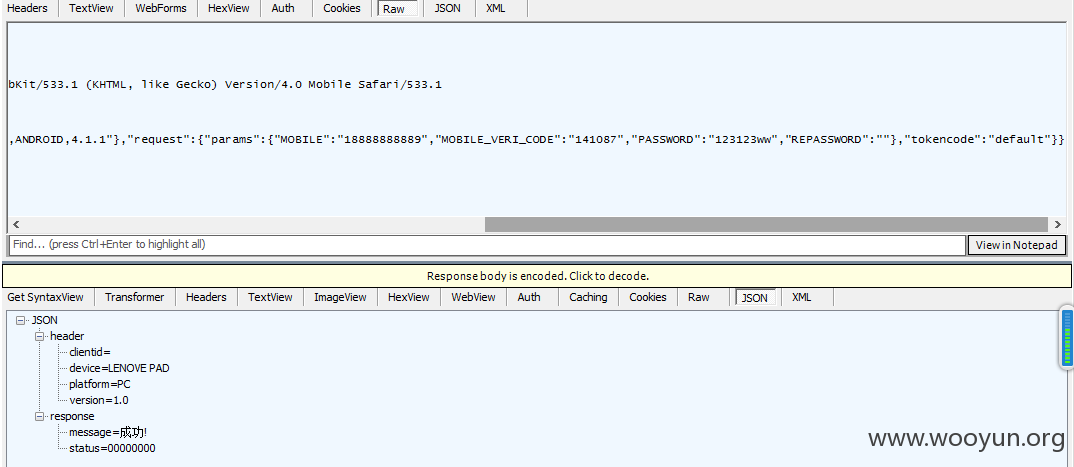 Headers TextView WebForms HexView Auth Cookies Raw JSON XML
bKit/533.1 (KHTML, like Gecko) Version/4.0 Mobile Safari/533.1
,ANDROID,4.1.1"},"request":{"params":{"MOBILE":"18888888889","MOBILE_VERI_CODE":"141087","PASSWORD":"123123ww","REPASSWORD":""},"tokencode":"default"}}
Find... (press Ctrl+Enter to highlight all) View in Notepad
Response body is encoded. Click to decode.
Get SyntaxView Transformer Headers TextView ImageView HexView WebView Auth Caching Cookies Raw JSON XML
JSON
header
clientid=
device=LENOVE PAD
platform=PC
version=1.0
response
message=成功!
status=00000000
www.wooyun.org